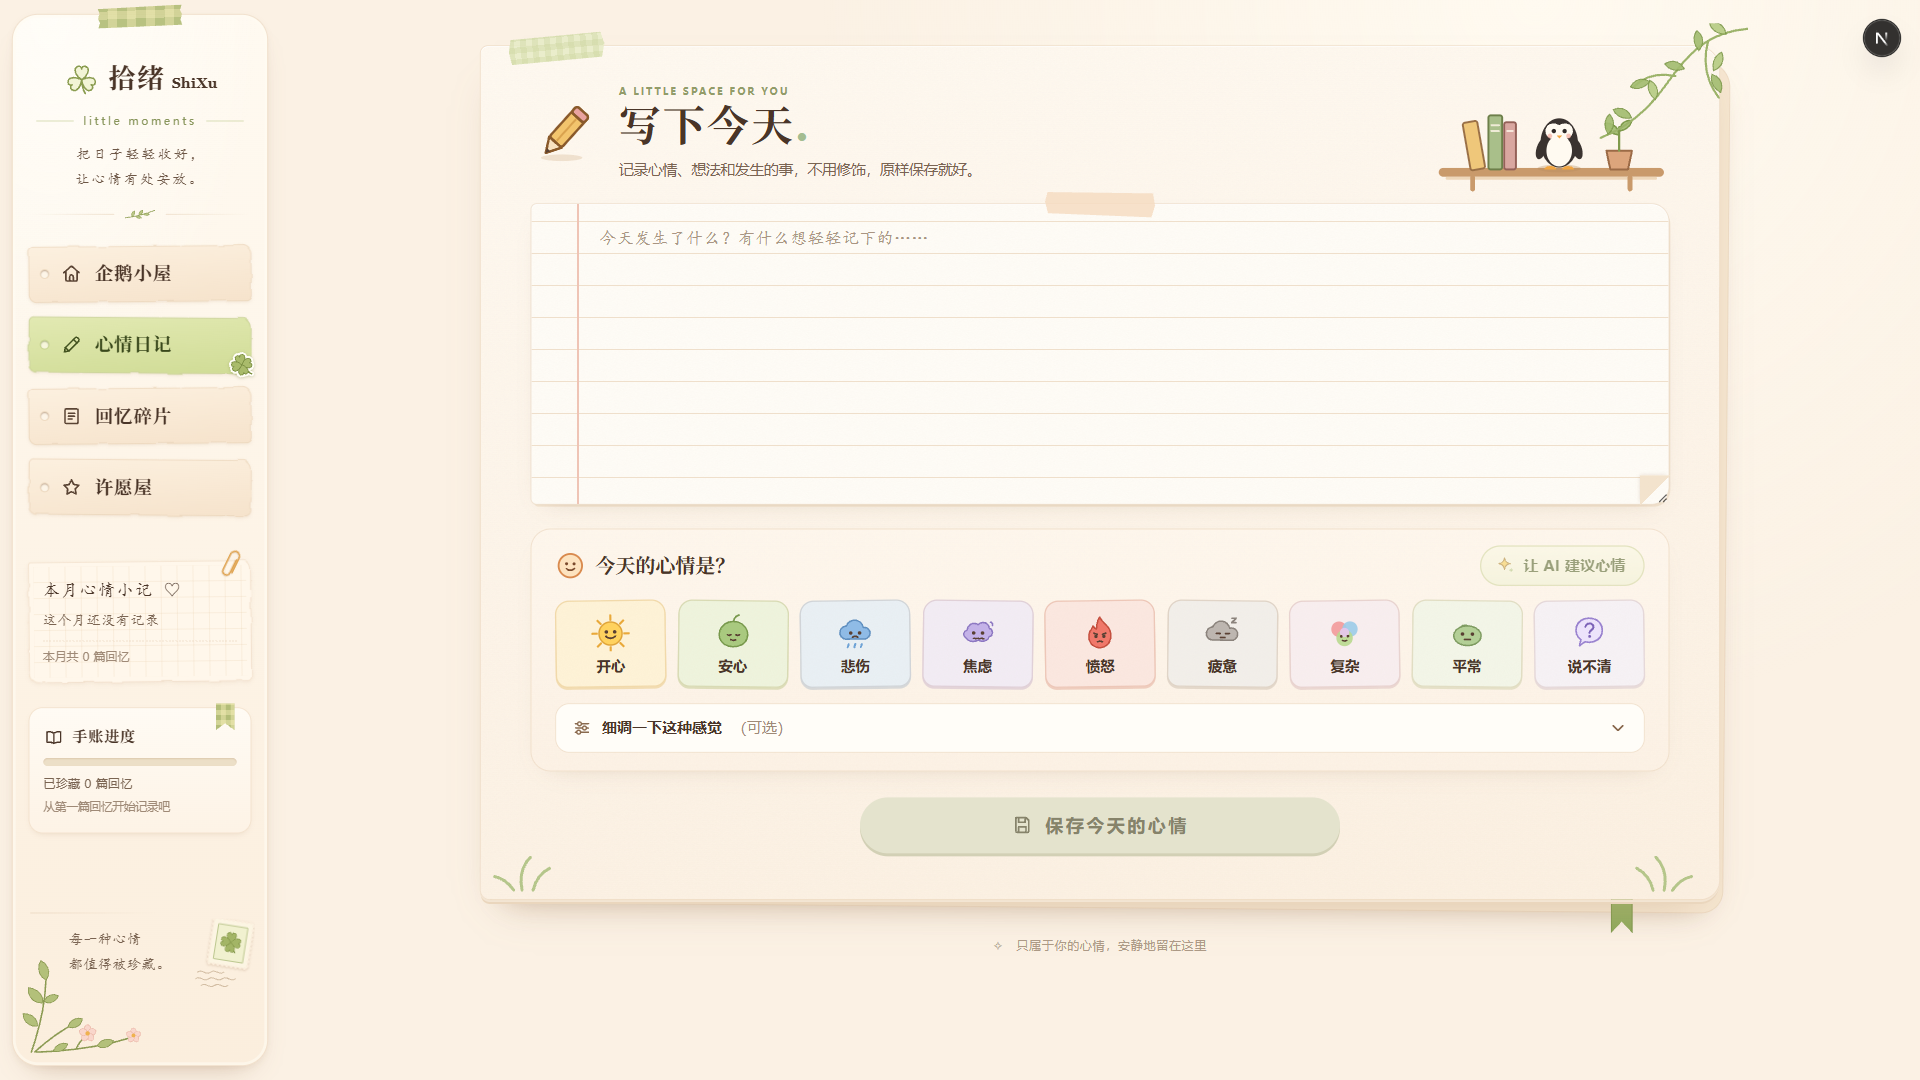 拾绪 ShiXu
little moments
把日子轻轻收好，
让心情有处安放。
企鹅小屋
心情日记
回忆碎片
许愿屋
本月心情小记 ♡
这个月还没有记录
本月共 0 篇回忆
手账进度
已珍藏 0 篇回忆
从第一篇回忆开始记录吧
每一种心情
都值得被珍藏。
A LITTLE SPACE FOR YOU
写下今天.
记录心情、想法和发生的事，不用修饰，原样保存就好。
今天发生了什么？有什么想轻轻记下的……
今天的心情是？
让 AI 建议心情
开心
安心
悲伤
焦虑
愤怒
疲惫
复杂
平常
说不清
细调一下这种感觉 （可选）
保存今天的心情
只属于你的心情，安静地留在这里
N